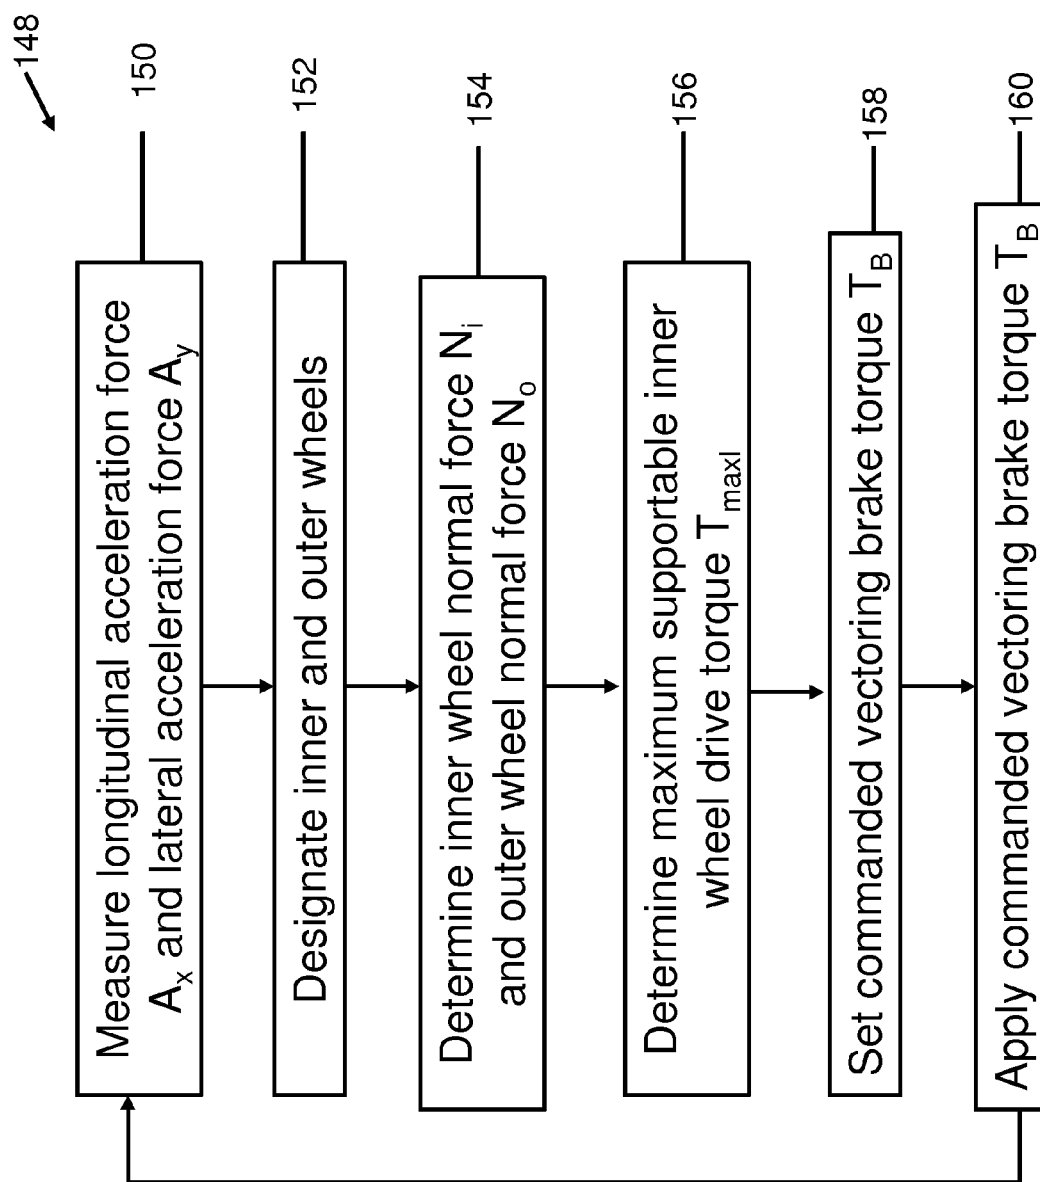 148
Measure longitudinal acceleration force
Ax and lateral acceleration force Ay
150
Designate inner and outer wheels
152
Determine inner wheel normal force Ni
and outer wheel normal force No
154
Determine maximum supportable inner
wheel drive torque TmaxI
156
Set commanded vectoring brake torque TB
158
Apply commanded vectoring brake torque TB
160